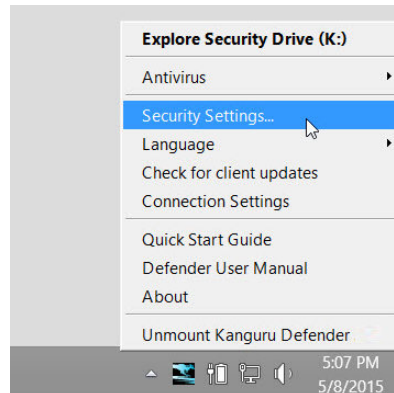 Explore Security Drive (K:)
Antivirus
Security Settings...
Language
Check for client updates
Connection Settings
Quick Start Guide
Defender User Manual
About
Unmount Kanguru Defender
5:07 PM
5/8/2015